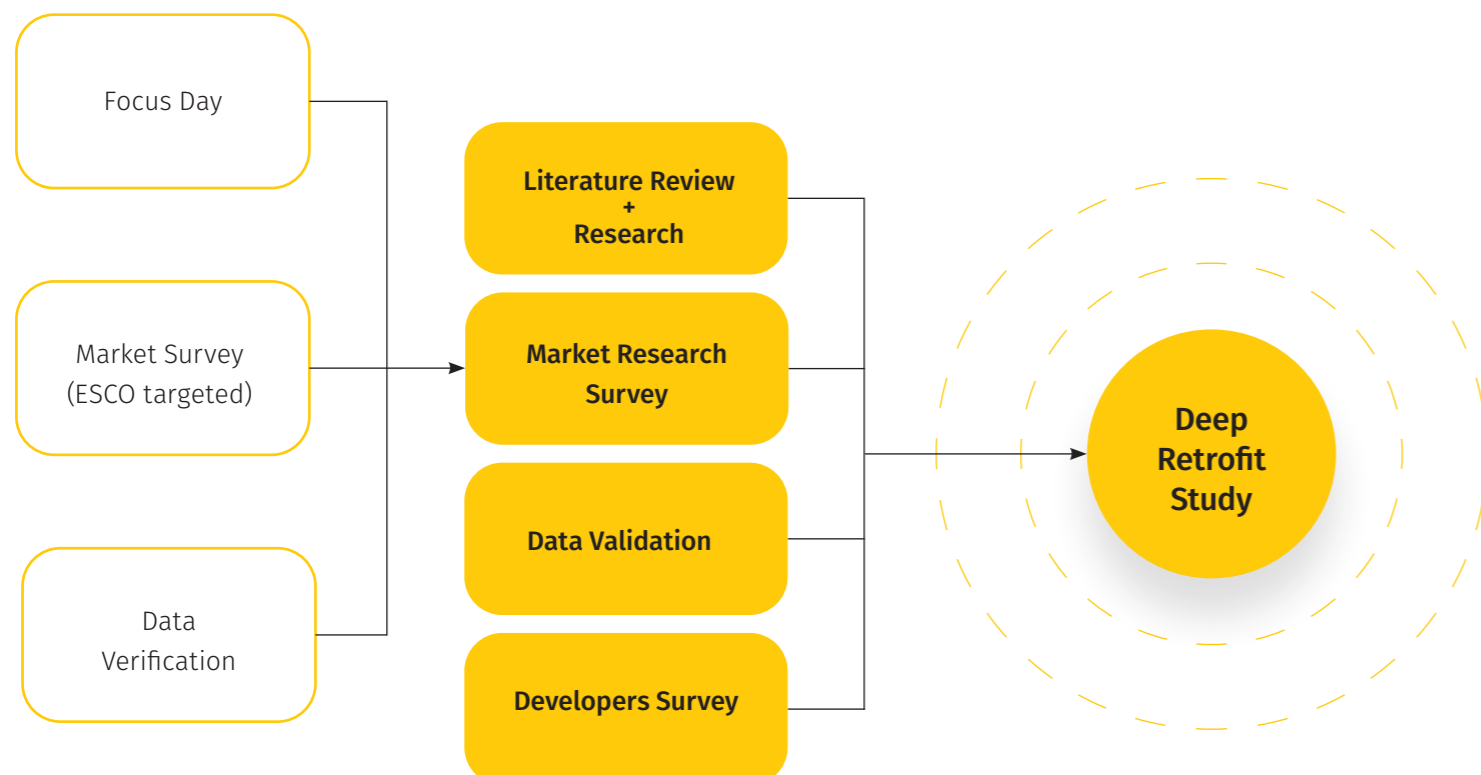 Focus Day
Market Survey
(ESCO targeted)
Data
Verification
Literature Review
+
Research
Market Research
Survey
Data Validation
Developers Survey
Deep
Retrofit
Study